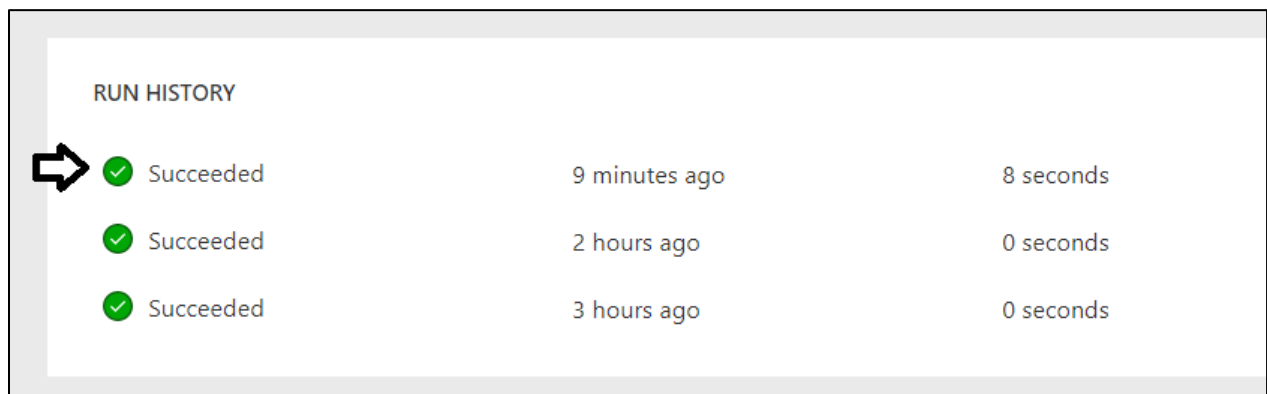 RUN HISTORY
Succeeded 9 minutes ago 8 seconds
Succeeded 2 hours ago 0 seconds
Succeeded 3 hours ago 0 seconds